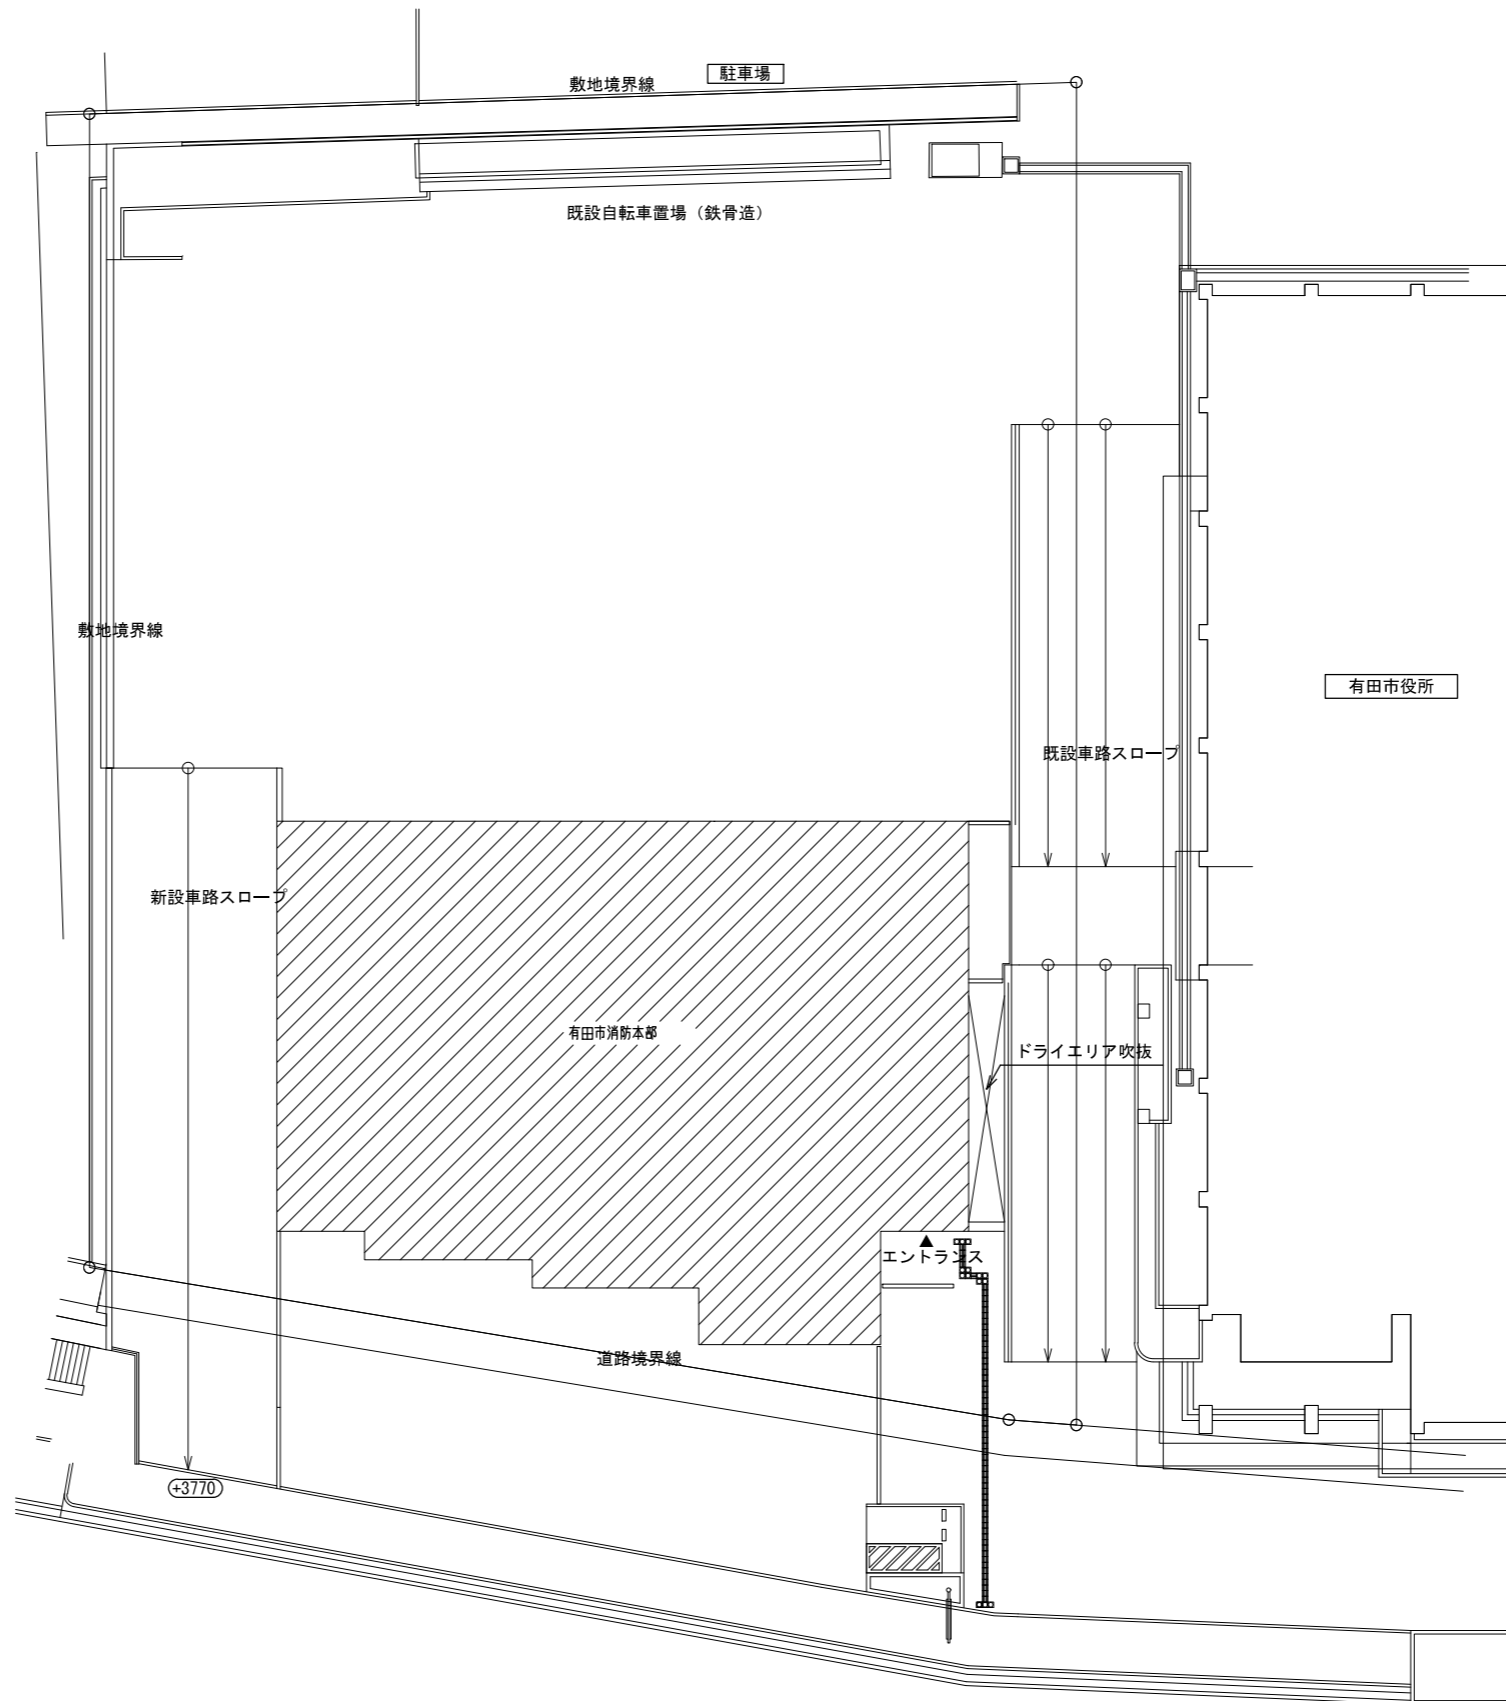 敷地境界線
駐車場
既設自転車置場（鉄骨造）
敷地境界線
有田市役所
既設車路スロープ
新設車路スロープ
有田市消防本部
ドライエリア吹抜
エントランス
道路境界線
+3770